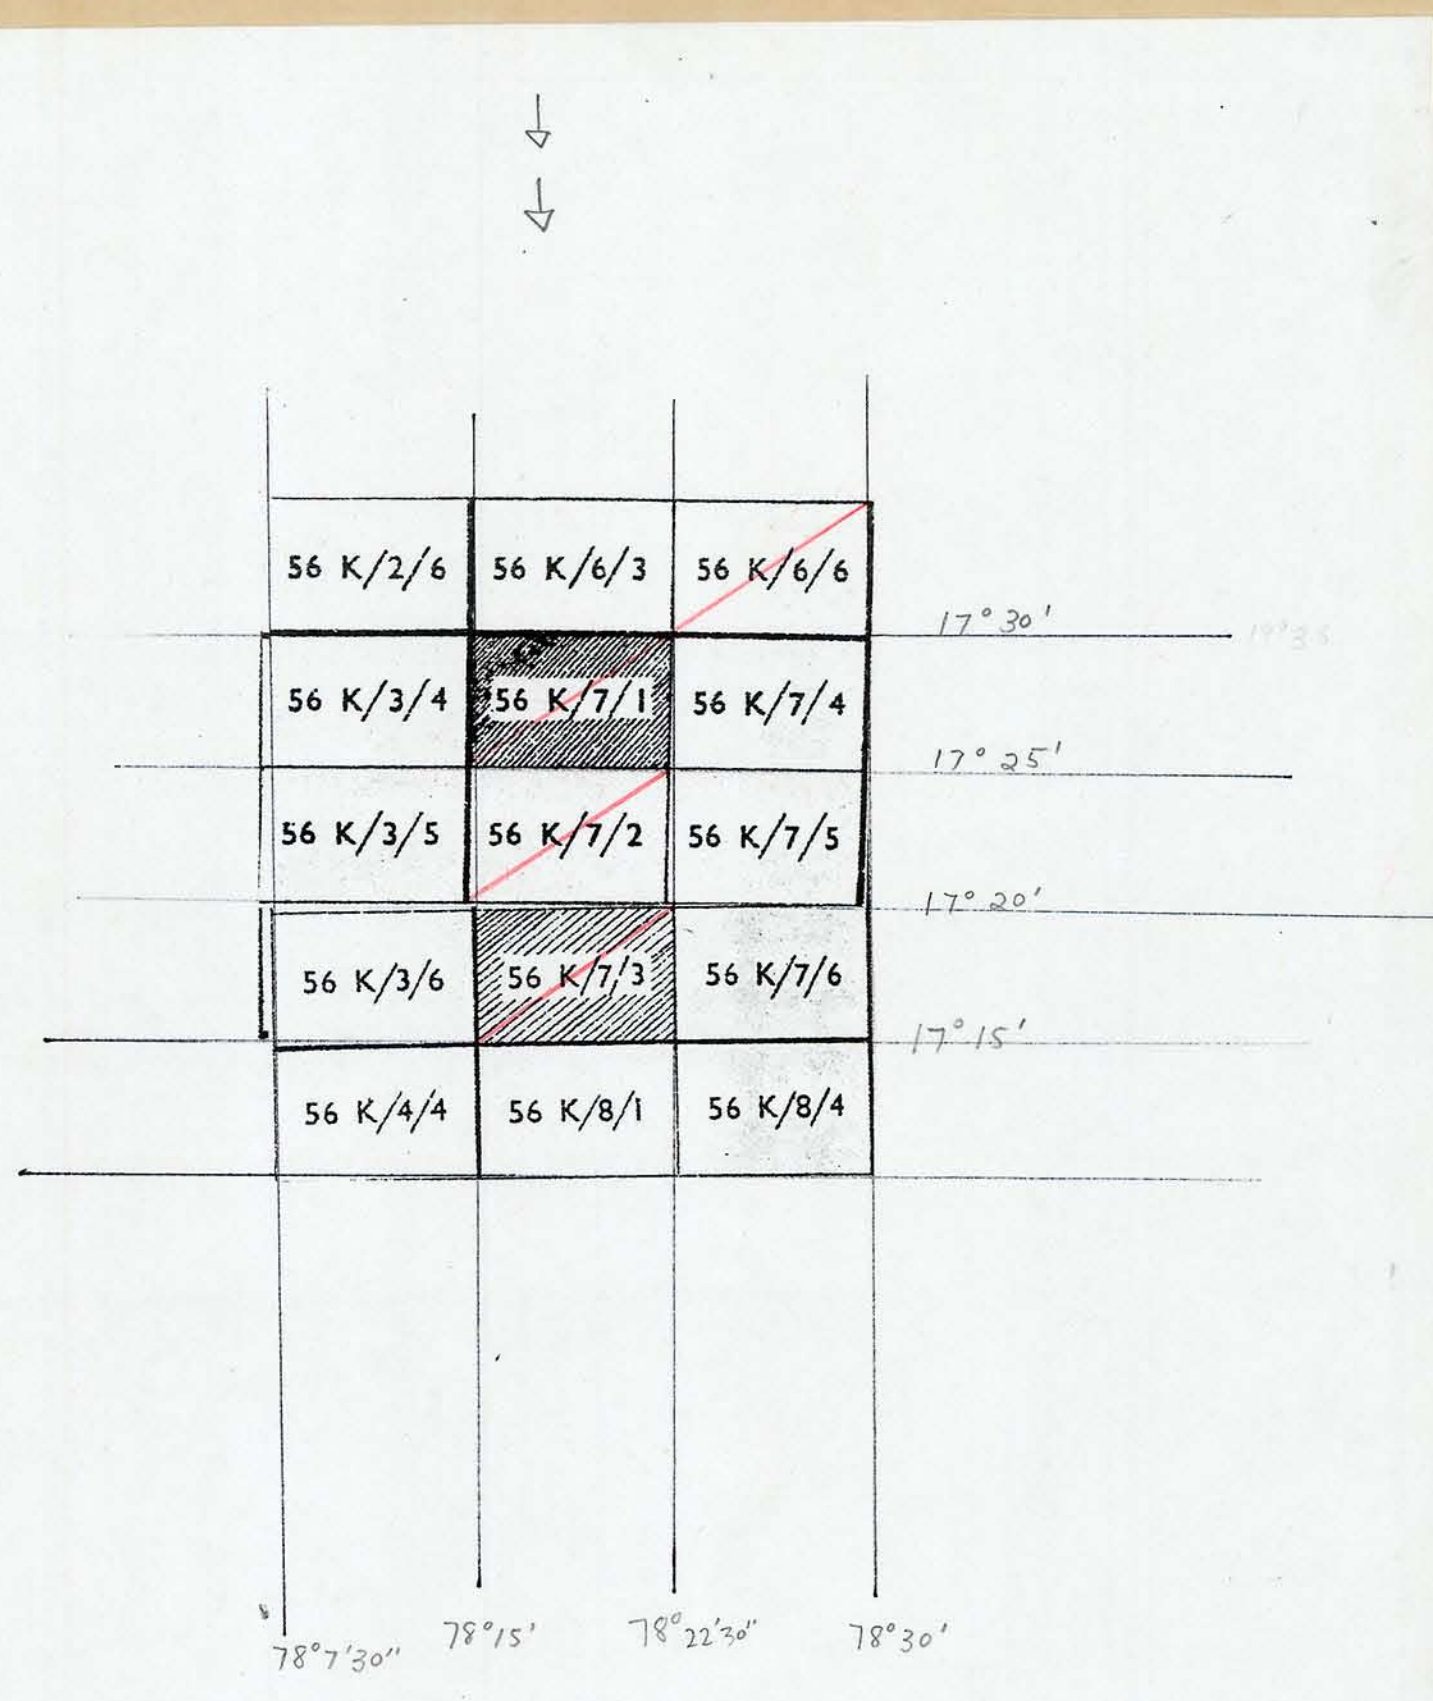 56 K/2/6 56 K/6/3 56 K/6/6
17° 30'
56 K/3/4 56 K/7/1 56 K/7/4
17° 25'
56 K/3/5 56 K/7/2 56 K/7/5
17° 20'
56 K/3/6 56 K/7/3 56 K/7/6
17° 15'
56 K/4/4 56 K/8/1 56 K/8/4
78°7'30" 78°15' 78°22'30" 78°30'